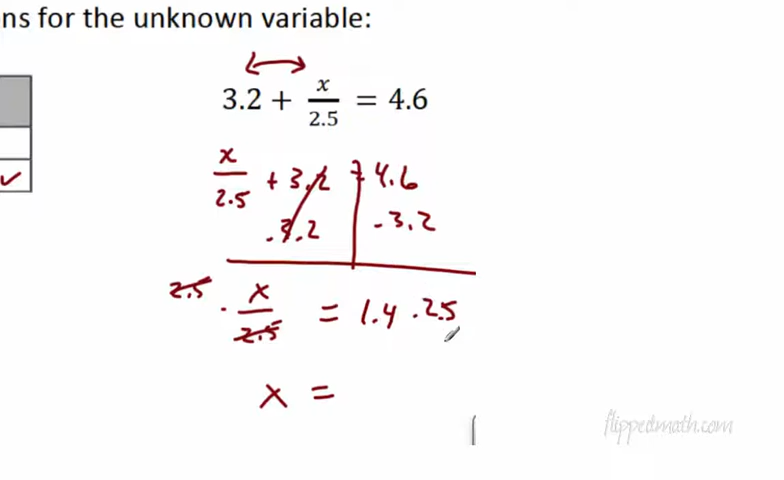 ns for the unknown variable:
3.2 + x/2.5 = 4.6
x/2.5 + 3.2 = 4.6
-3.2 -3.2
2.5 · x/2.5 = 1.4 · 2.5
x =
flippedmath.com